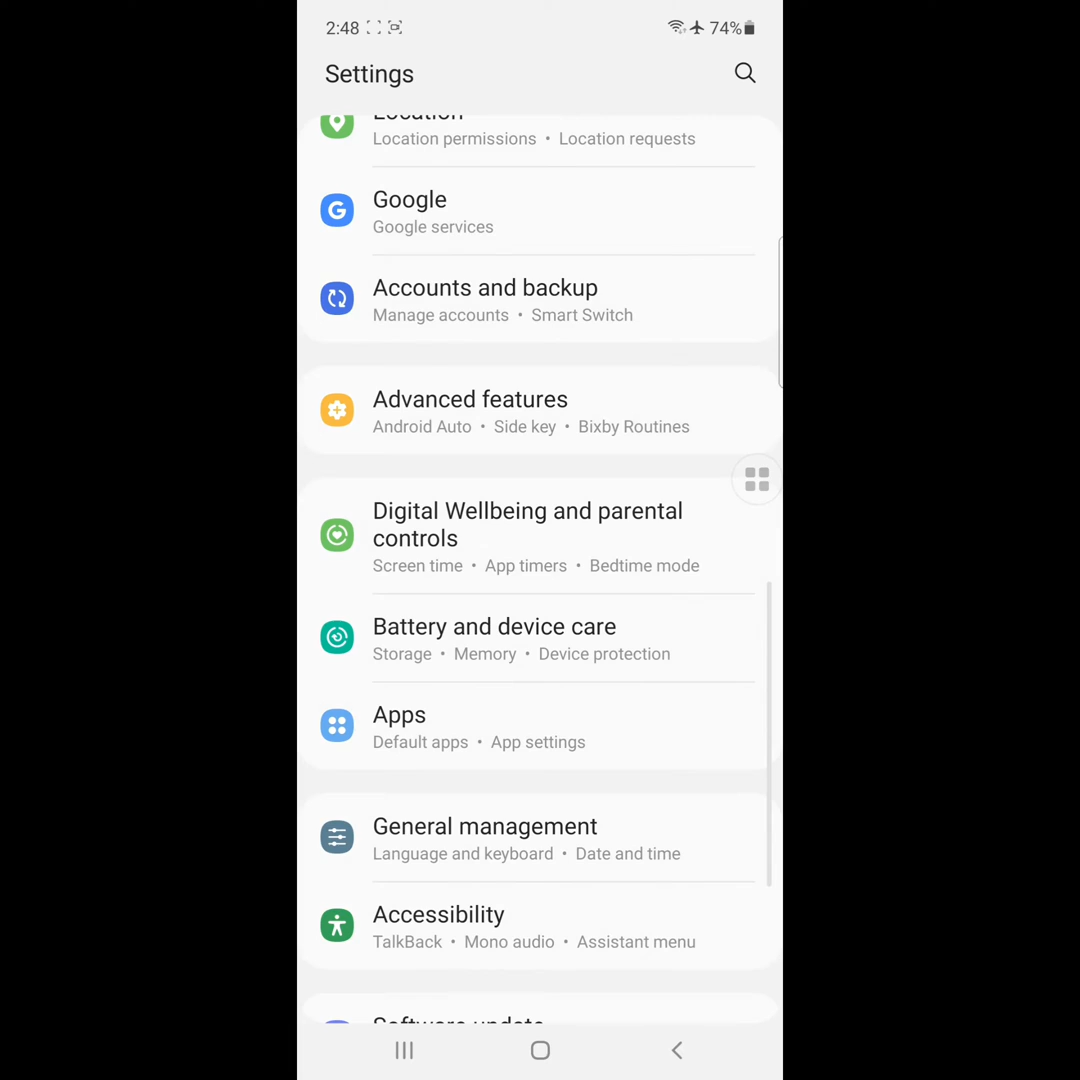 2:48 74%
Settings
Location
Location permissions • Location requests
Google
Google services
Accounts and backup
Manage accounts • Smart Switch
Advanced features
Android Auto • Side key • Bixby Routines
Digital Wellbeing and parental
controls
Screen time • App timers • Bedtime mode
Battery and device care
Storage • Memory • Device protection
Apps
Default apps • App settings
General management
Language and keyboard • Date and time
Accessibility
TalkBack • Mono audio • Assistant menu
Software update